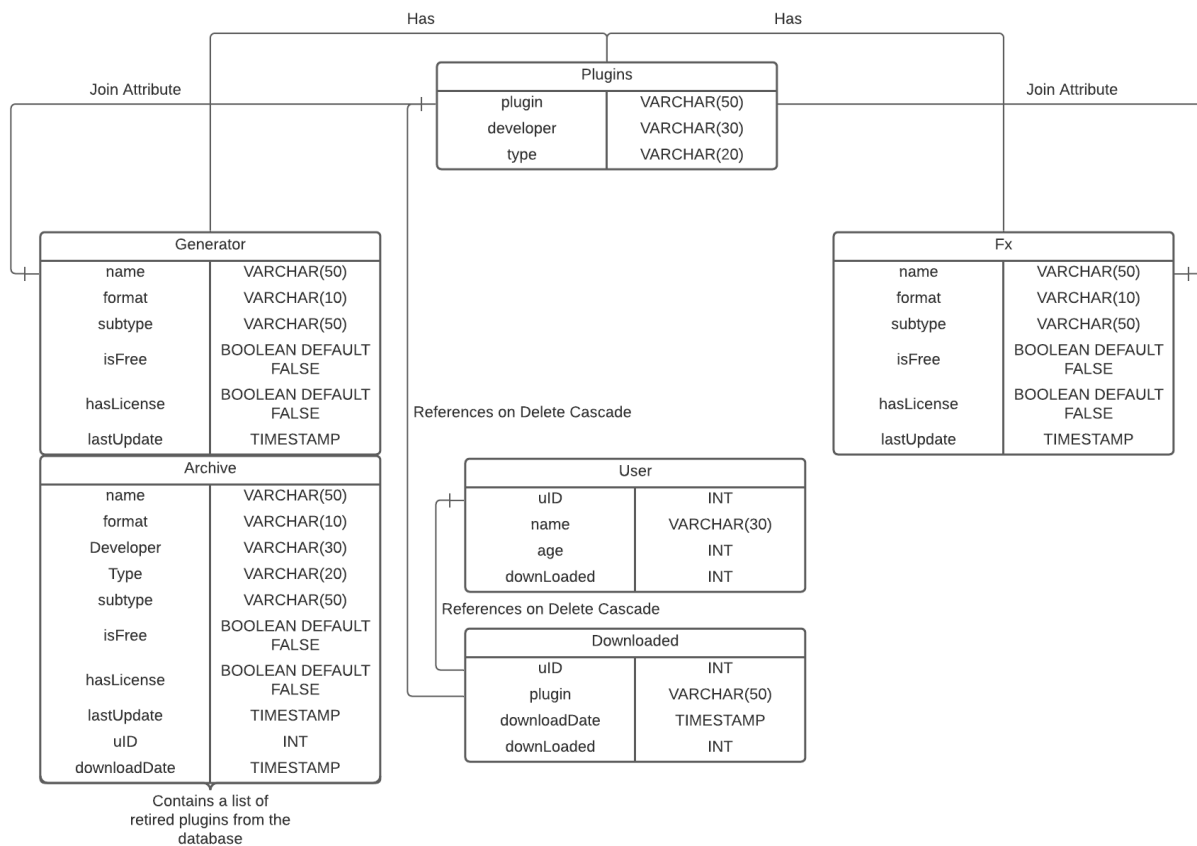 Has
Has
Join Attribute
Join Attribute
Plugins
plugin VARCHAR(50)
developer VARCHAR(30)
type VARCHAR(20)
Generator
name VARCHAR(50)
format VARCHAR(10)
subtype VARCHAR(50)
isFree BOOLEAN DEFAULT
FALSE
hasLicense BOOLEAN DEFAULT
FALSE
lastUpdate TIMESTAMP
Fx
name VARCHAR(50)
format VARCHAR(10)
subtype VARCHAR(50)
isFree BOOLEAN DEFAULT
FALSE
hasLicense BOOLEAN DEFAULT
FALSE
lastUpdate TIMESTAMP
References on Delete Cascade
Archive
name VARCHAR(50)
format VARCHAR(10)
Developer VARCHAR(30)
Type VARCHAR(20)
subtype VARCHAR(50)
isFree BOOLEAN DEFAULT
FALSE
hasLicense BOOLEAN DEFAULT
FALSE
lastUpdate TIMESTAMP
uID INT
downloadDate TIMESTAMP
Contains a list of
retired plugins from the
database
User
uID INT
name VARCHAR(30)
age INT
downLoaded INT
References on Delete Cascade
Downloaded
uID INT
plugin VARCHAR(50)
downloadDate TIMESTAMP
downLoaded INT